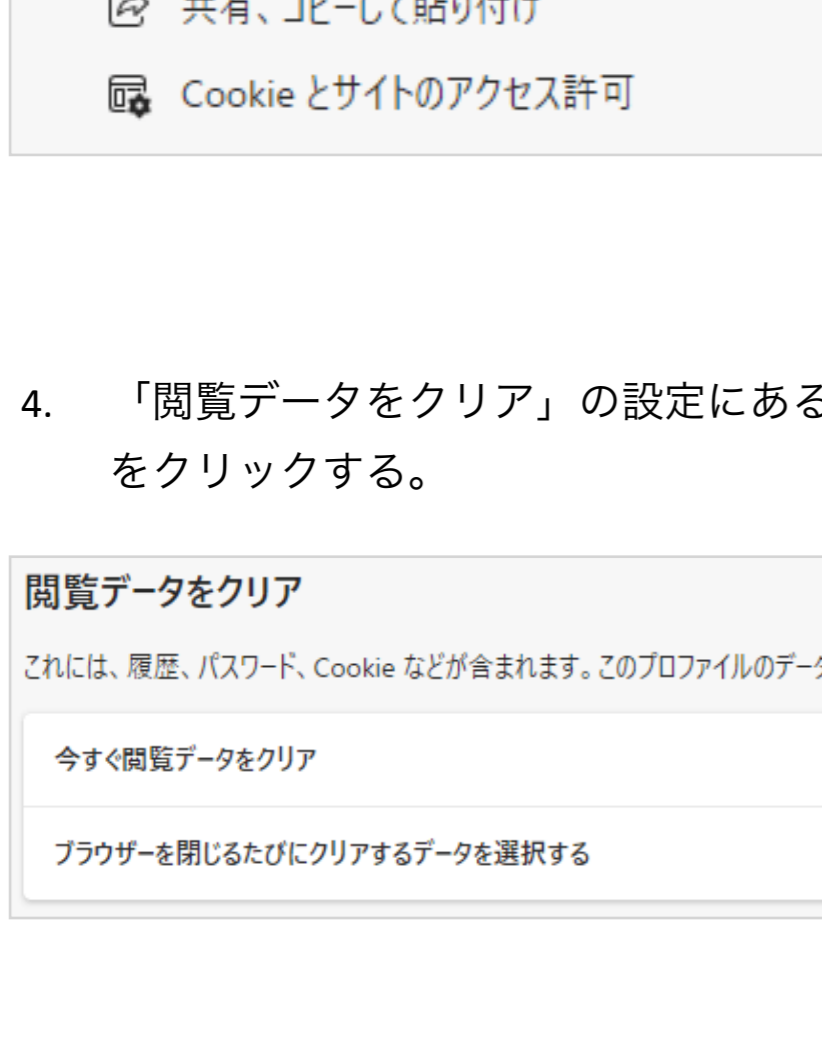 共有、コピーして貼り付け
Cookie とサイトのアクセス許可
4. 「閲覧データをクリア」の設定にある
をクリックする。
閲覧データをクリア
これには、履歴、パスワード、Cookie などが含まれます。このプロファイルのデータ
今すぐ閲覧データをクリア
ブラウザーを閉じるたびにクリアするデータを選択する